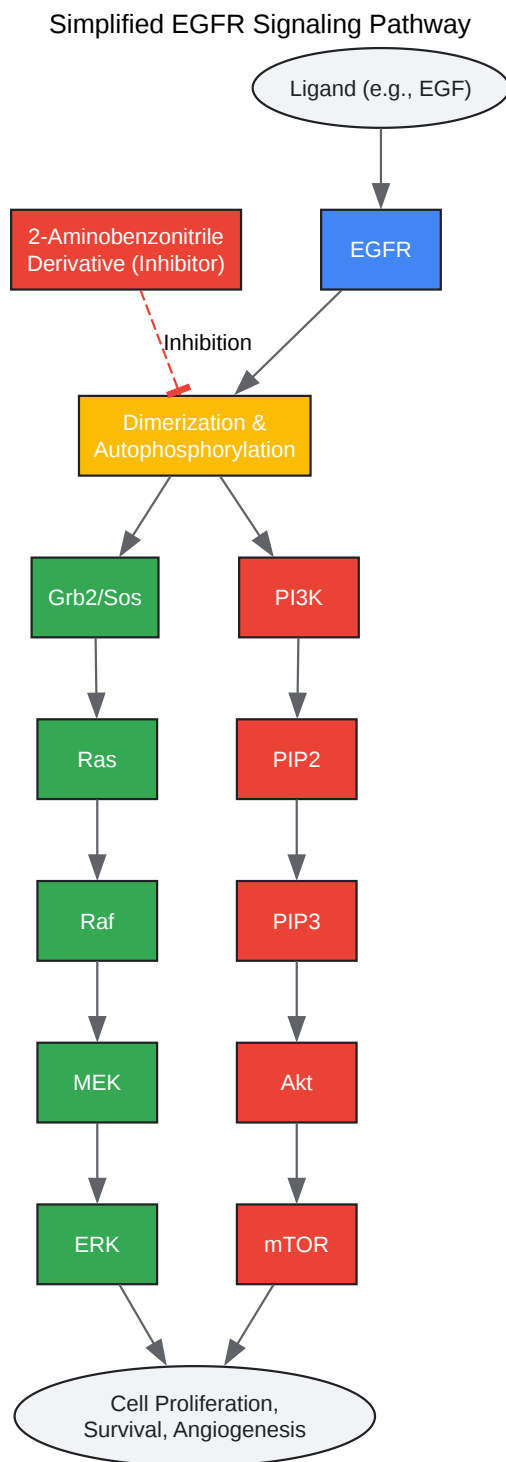 Simplified EGFR Signaling Pathway
Ligand (e.g., EGF)
2-Aminobenzonitrile
Derivative (Inhibitor)
EGFR
Inhibition
Dimerization &
Autophosphorylation
Grb2/Sos
PI3K
Ras
PIP2
Raf
PIP3
MEK
Akt
ERK
mTOR
Cell Proliferation,
Survival, Angiogenesis